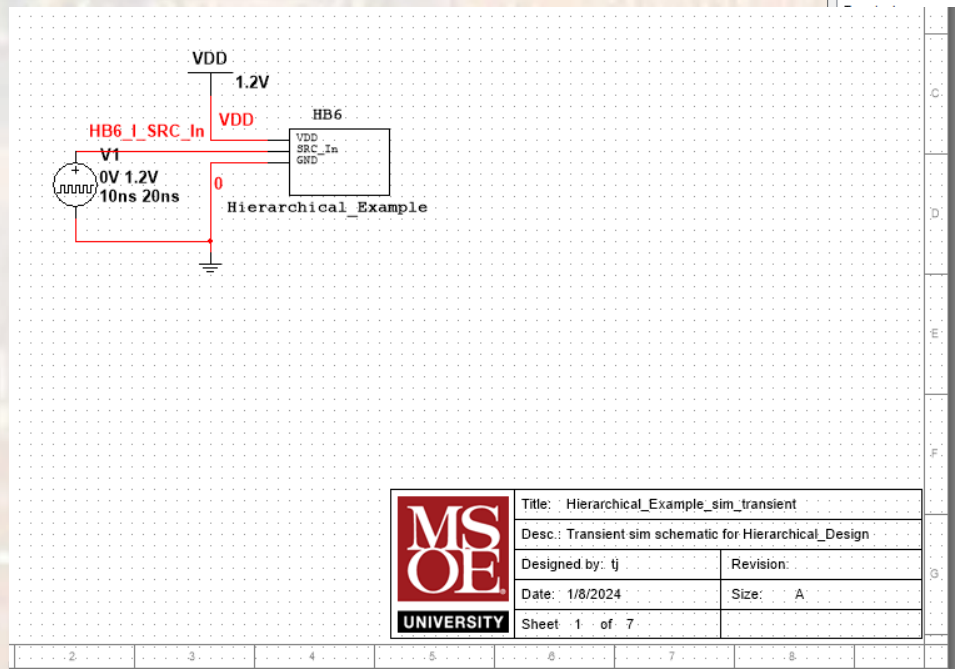 VDD
1.2V
HB6
VDD
HB6_I_SRC_In
VDD
SRC_In
GND
V1
0V 1.2V
10ns 20ns
0
Hierarchical_Example
C
D
E
F
G
MSOE
UNIVERSITY
Title: Hierarchical_Example_sim_transient
Desc.: Transient sim schematic for Hierarchical_Design
Designed by: tj Revision:
Date: 1/8/2024 Size: A
Sheet 1 of 7
2 3 4 5 6 7 8